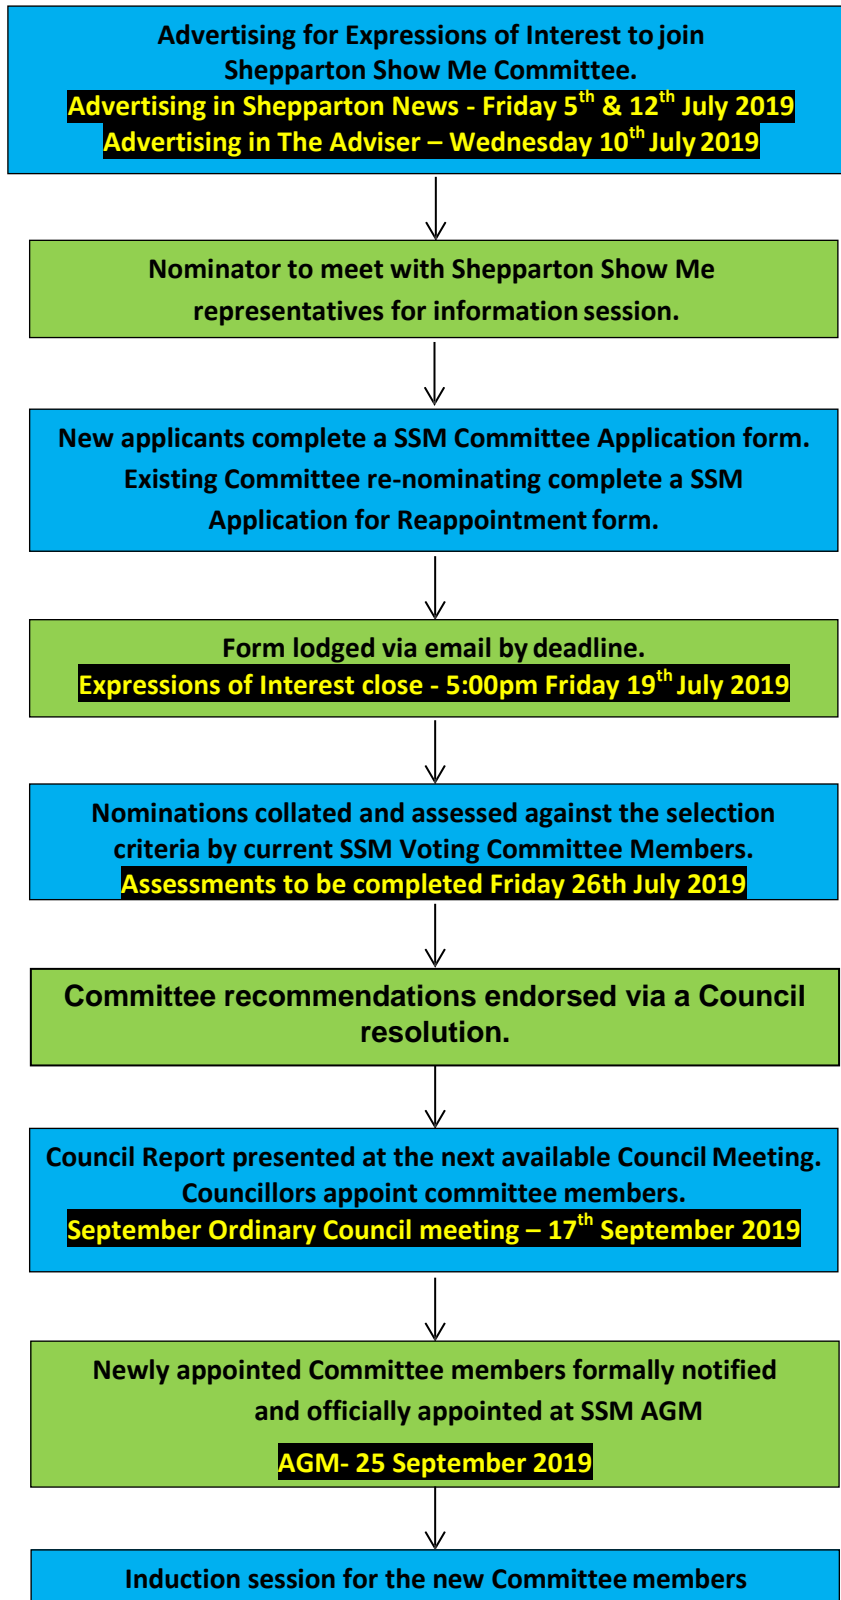 Advertising for Expressions of Interest to join
Shepparton Show Me Committee.
Advertising in Shepparton News - Friday 5th & 12th July 2019
Advertising in The Adviser – Wednesday 10th July 2019
Nominator to meet with Shepparton Show Me
representatives for information session.
New applicants complete a SSM Committee Application form.
Existing Committee re-nominating complete a SSM
Application for Reappointment form.
Form lodged via email by deadline.
Expressions of Interest close - 5:00pm Friday 19th July 2019
Nominations collated and assessed against the selection
criteria by current SSM Voting Committee Members.
Assessments to be completed Friday 26th July 2019
Committee recommendations endorsed via a Council
resolution.
Council Report presented at the next available Council Meeting.
Councillors appoint committee members.
September Ordinary Council meeting – 17th September 2019
Newly appointed Committee members formally notified
and officially appointed at SSM AGM
AGM- 25 September 2019
Induction session for the new Committee members